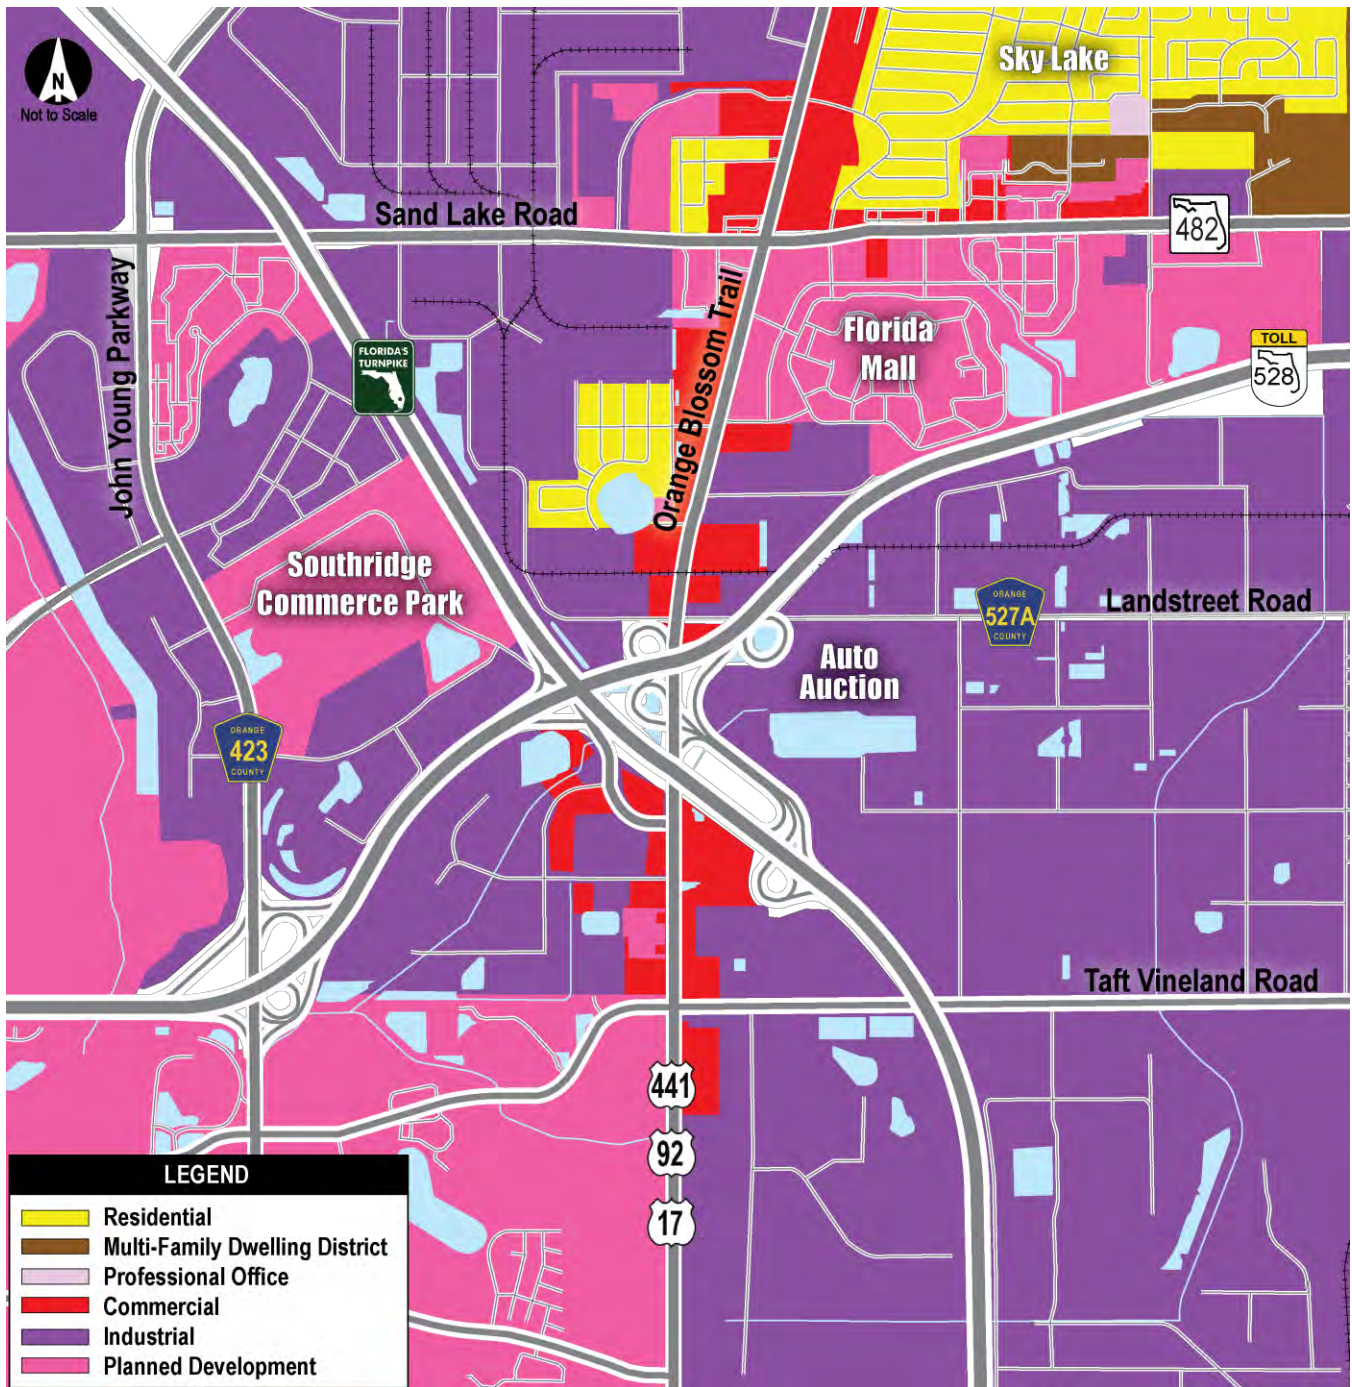 Sky Lake
N
Not to Scale
Sand Lake Road
482
John Young Parkway
Orange Blossom Trail
FLORIDA'S
TURNPIKE
Florida
Mall
TOLL
528
Southridge
Commerce Park
ORANGE
527A
COUNTY
Landstreet Road
Auto
Auction
ORANGE
423
COUNTY
Taft Vineland Road
441
92
17
LEGEND
Residential
Multi-Family Dwelling District
Professional Office
Commercial
Industrial
Planned Development